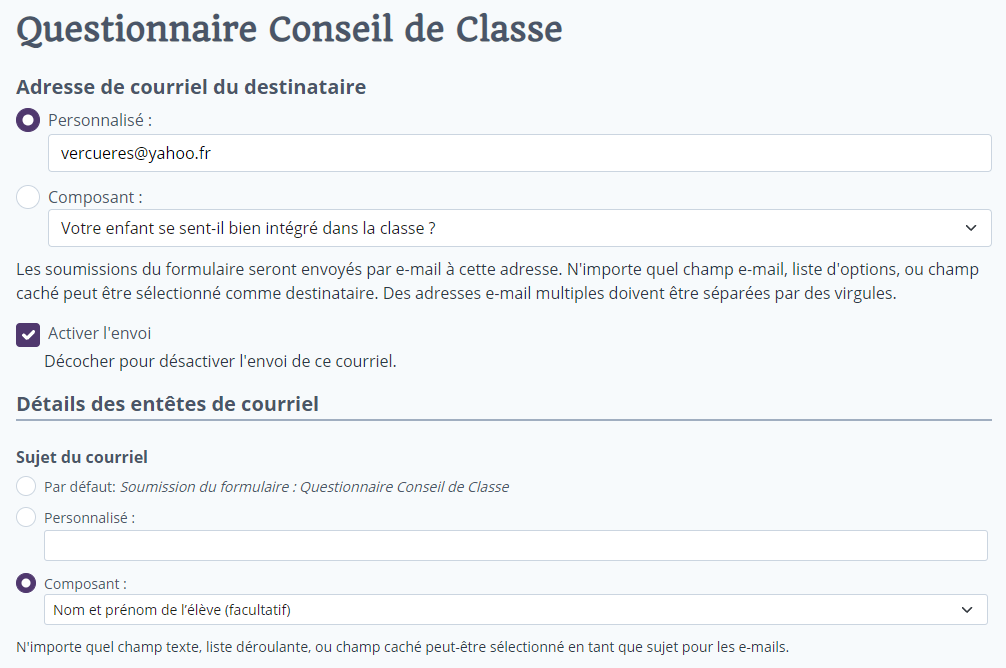 Questionnaire Conseil de Classe
Adresse de courriel du destinataire
Personnalisé :
vercueres@yahoo.fr
Composant :
Votre enfant se sent-il bien intégré dans la classe ?
Les soumissions du formulaire seront envoyés par e-mail à cette adresse. N'importe quel champ e-mail, liste d'options, ou champ
caché peut être sélectionné comme destinataire. Des adresses e-mail multiples doivent être séparées par des virgules.
Activer l'envoi
Décocher pour désactiver l'envoi de ce courriel.
Détails des entêtes de courriel
Sujet du courriel
Par défaut: Soumission du formulaire : Questionnaire Conseil de Classe
Personnalisé :
Composant :
Nom et prénom de l’élève (facultatif)
N'importe quel champ texte, liste déroulante, ou champ caché peut-être sélectionné en tant que sujet pour les e-mails.